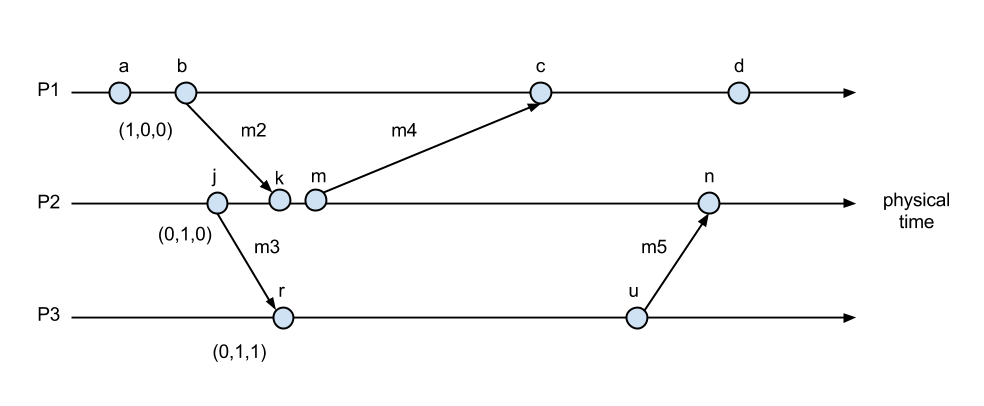 a b c d
P1
(1,0,0) m2 m4
j k m n
P2
physical
time
(0,1,0)
m3 m5
r u
P3
(0,1,1)